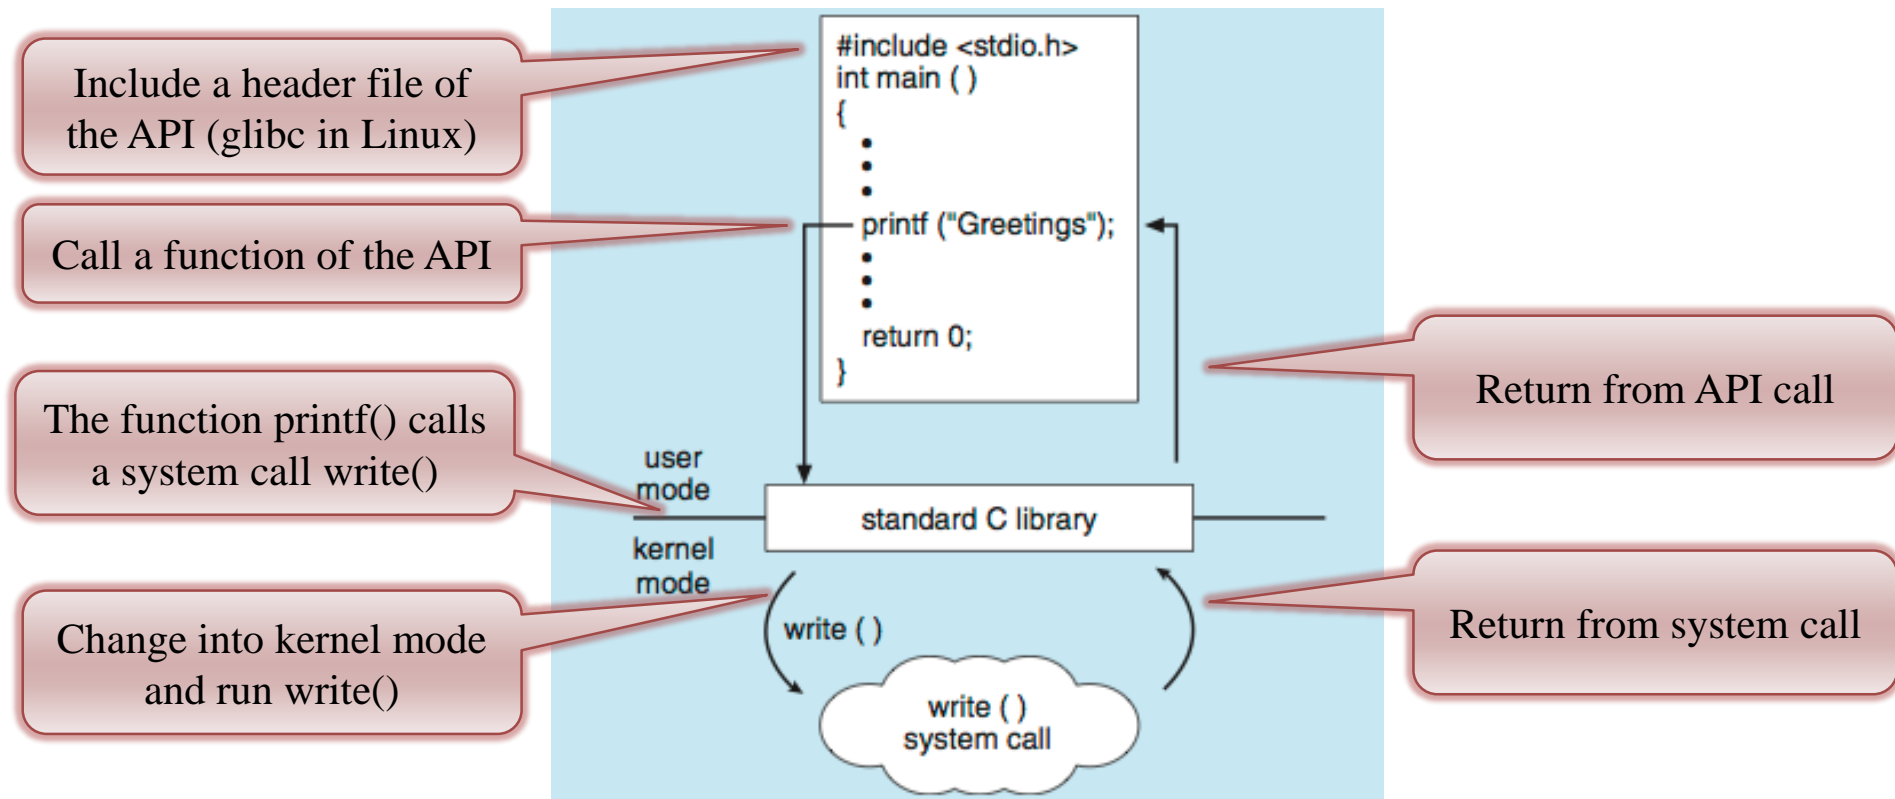 Include a header file of
the API (glibc in Linux)
Call a function of the API
The function printf() calls
a system call write()
Change into kernel mode
and run write()
#include <stdio.h>
int main ( )
{
•
•
•
printf ("Greetings");
•
•
•
return 0;
}
user
mode
standard C library
kernel
mode
write ( )
write ( )
system call
Return from API call
Return from system call